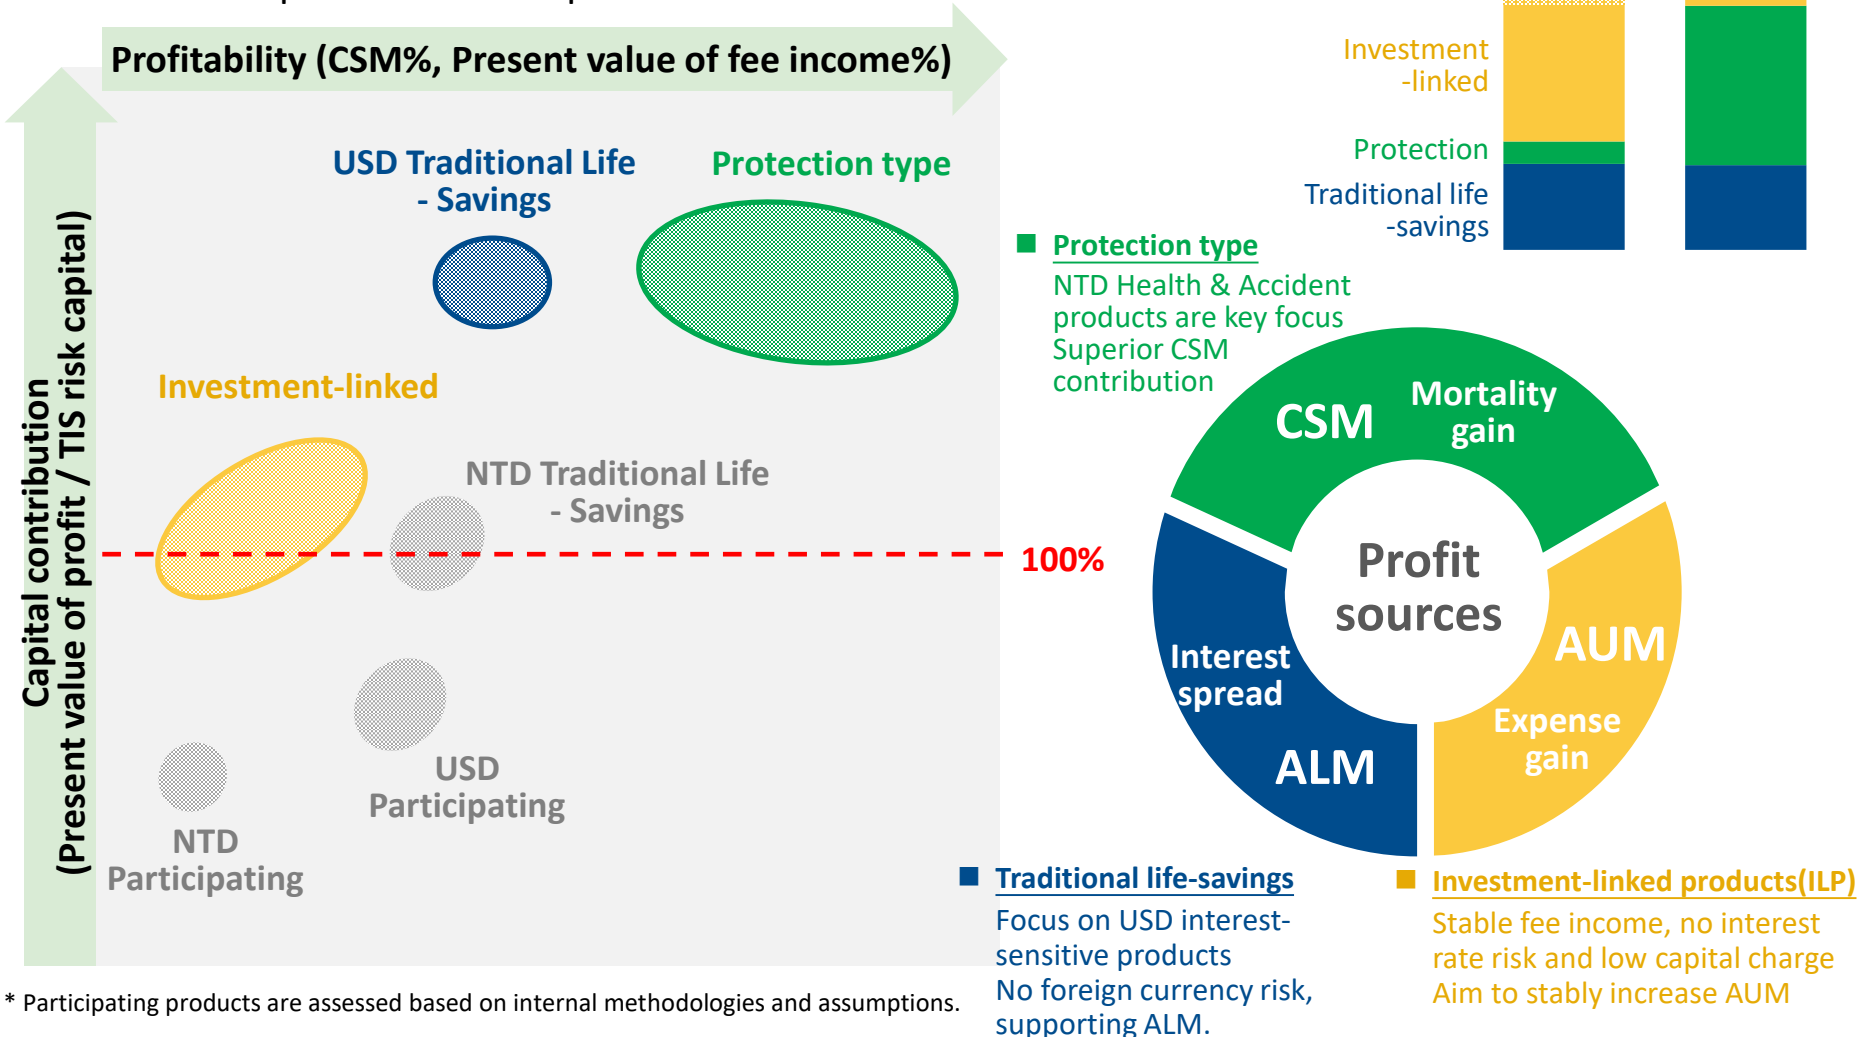 Profitability (CSM%, Present value of fee income%)
Capital contribution
(Present value of profit / TIS risk capital)
USD Traditional Life
- Savings
Protection type
Investment-linked
NTD Traditional Life
- Savings
100%
USD
Participating
NTD
Participating
* Participating products are assessed based on internal methodologies and assumptions.
Investment
-linked
Protection
Traditional life
-savings
■ Protection type
NTD Health & Accident
products are key focus
Superior CSM
contribution
CSM
Mortality
gain
Profit
sources
Interest
spread
ALM
AUM
Expense
gain
■ Traditional life-savings
Focus on USD interest-
sensitive products
No foreign currency risk,
supporting ALM.
■ Investment-linked products(ILP)
Stable fee income, no interest
rate risk and low capital charge
Aim to stably increase AUM